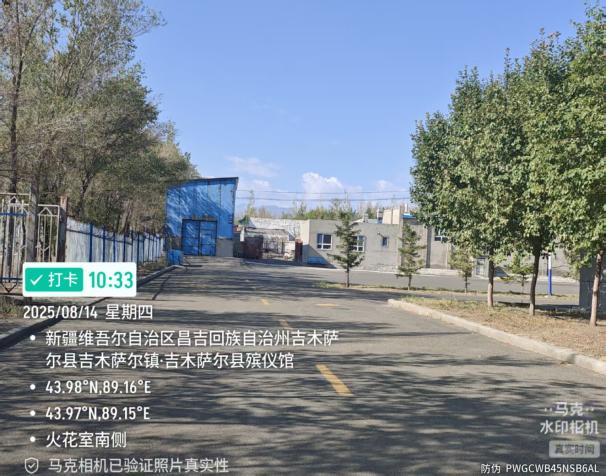 打卡 10:33
2025/08/14 星期四
新疆维吾尔自治区昌吉回族自治州吉木萨
尔县吉木萨尔镇·吉木萨尔县殡仪馆
43.98°N,89.16°E
43.97°N,89.15°E
火花室南侧
马克相机已验证照片真实性
马克
水印相机
真实时间
防伪 PWGCWB45NSB6AL